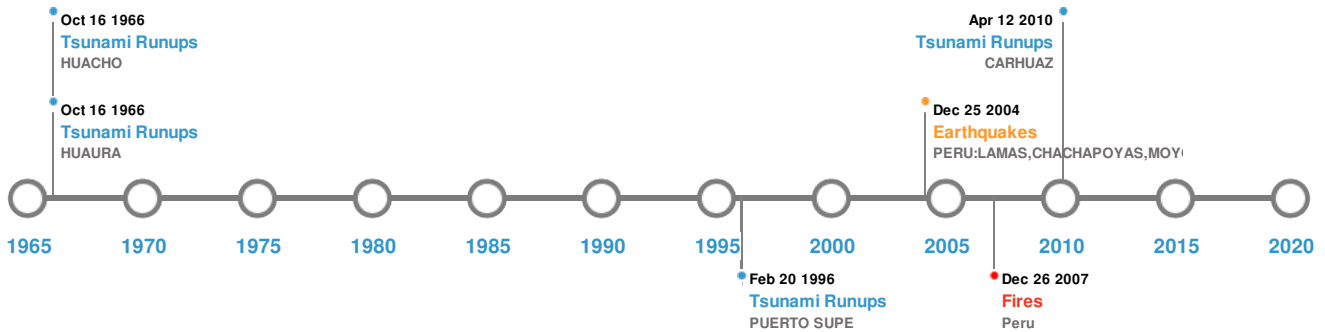 Oct 16 1966
Tsunami Runups
HUACHO
Apr 12 2010
Tsunami Runups
CARHUAZ
Oct 16 1966
Tsunami Runups
HUAURA
Dec 25 2004
Earthquakes
PERU:LAMAS,CHACHAPOYAS,MOY
1965 1970 1975 1980 1985 1990 1995 2000 2005 2010 2015 2020
Feb 20 1996
Tsunami Runups
PUERTO SUPE
Dec 26 2007
Fires
Peru